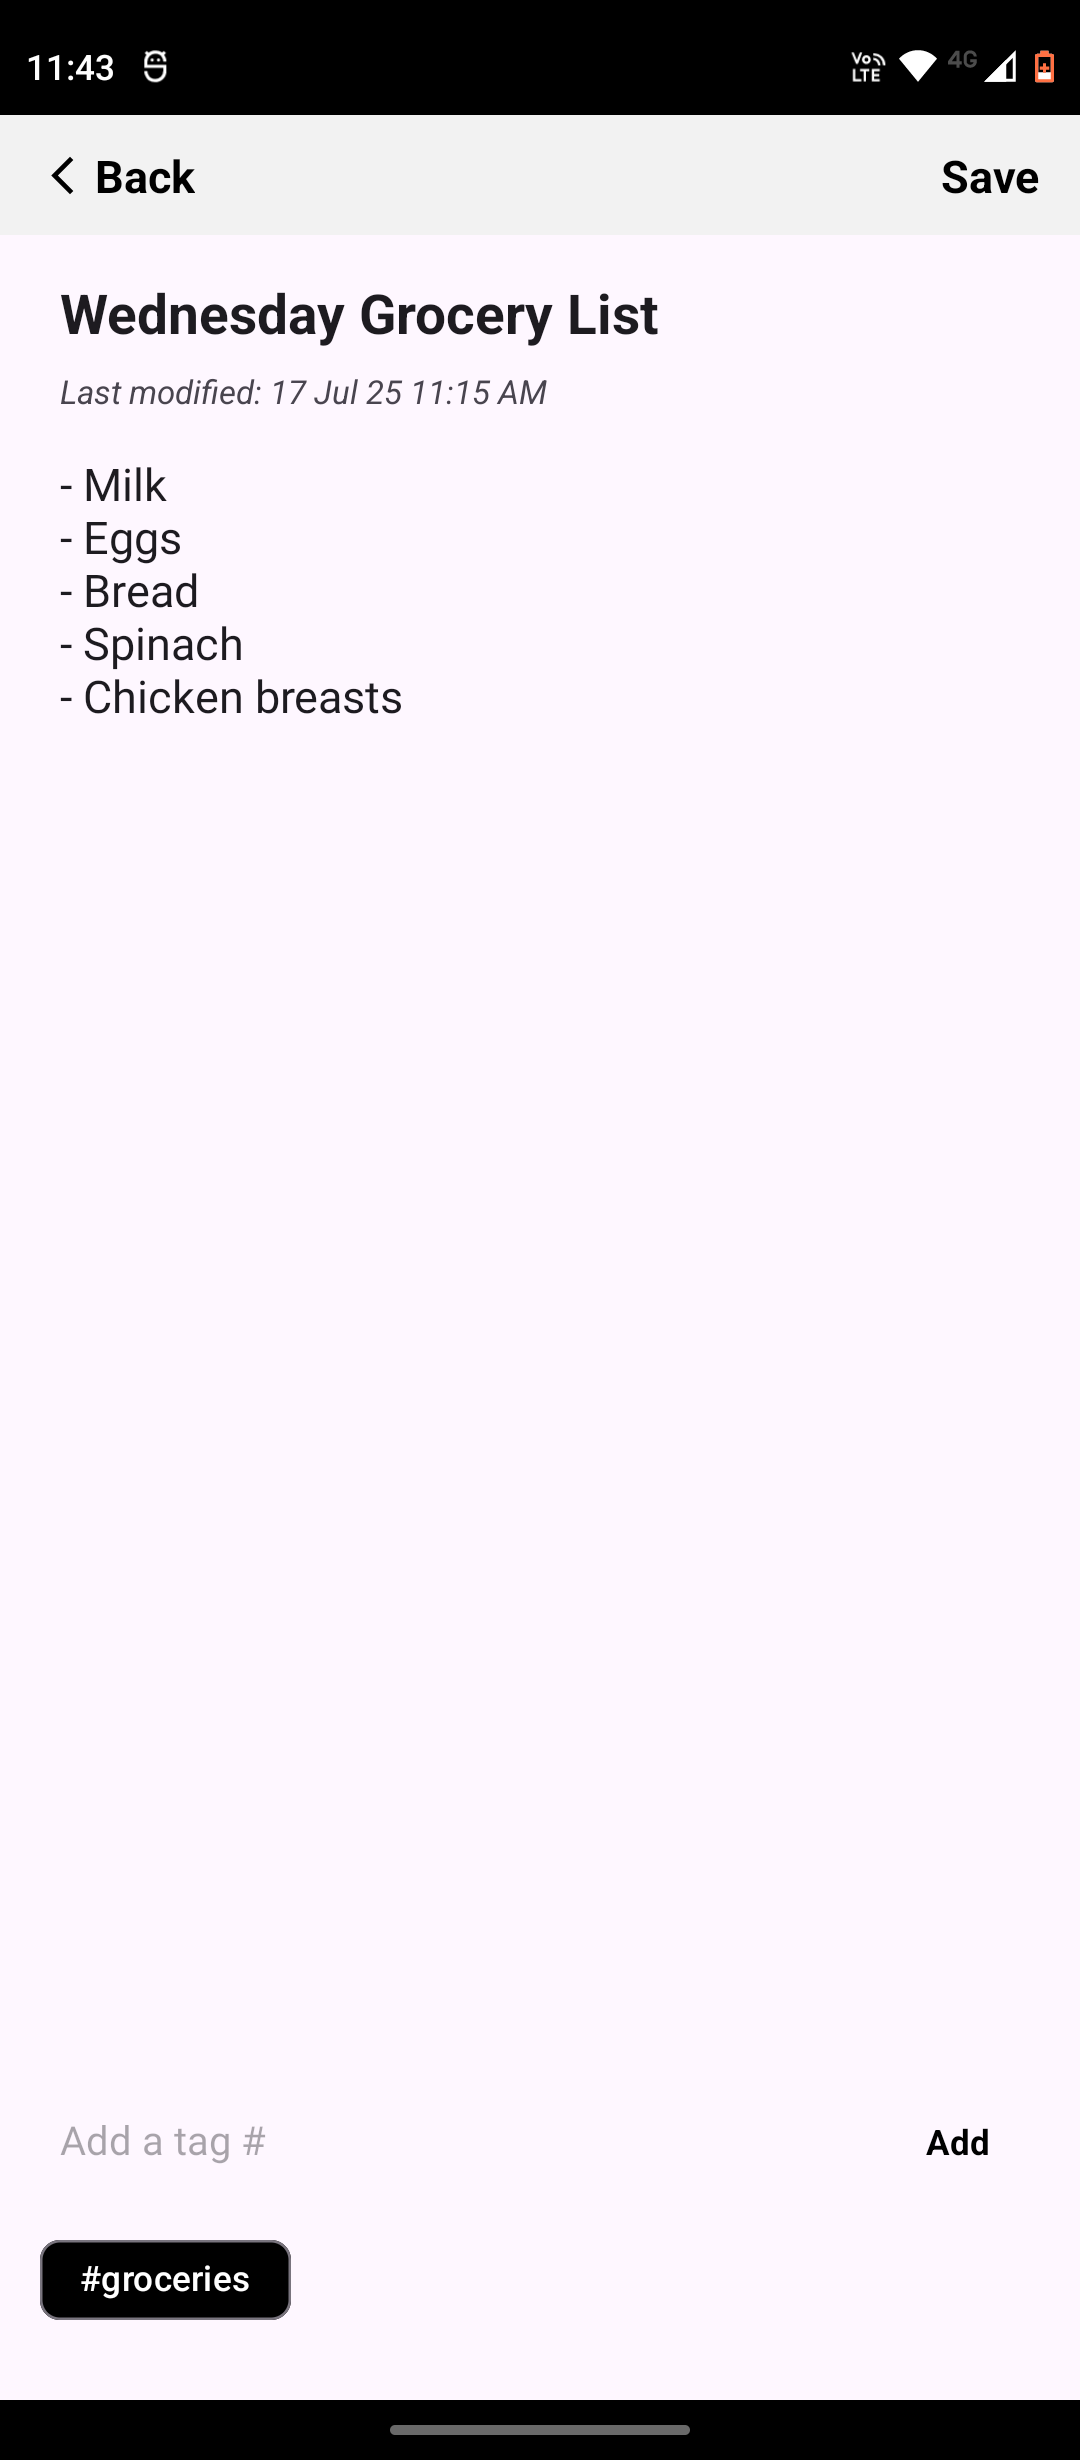 11:43
Vo LTE 4G
Back
Save
Wednesday Grocery List
Last modified: 17 Jul 25 11:15 AM
- Milk
- Eggs
- Bread
- Spinach
- Chicken breasts
Add a tag #
Add
#groceries